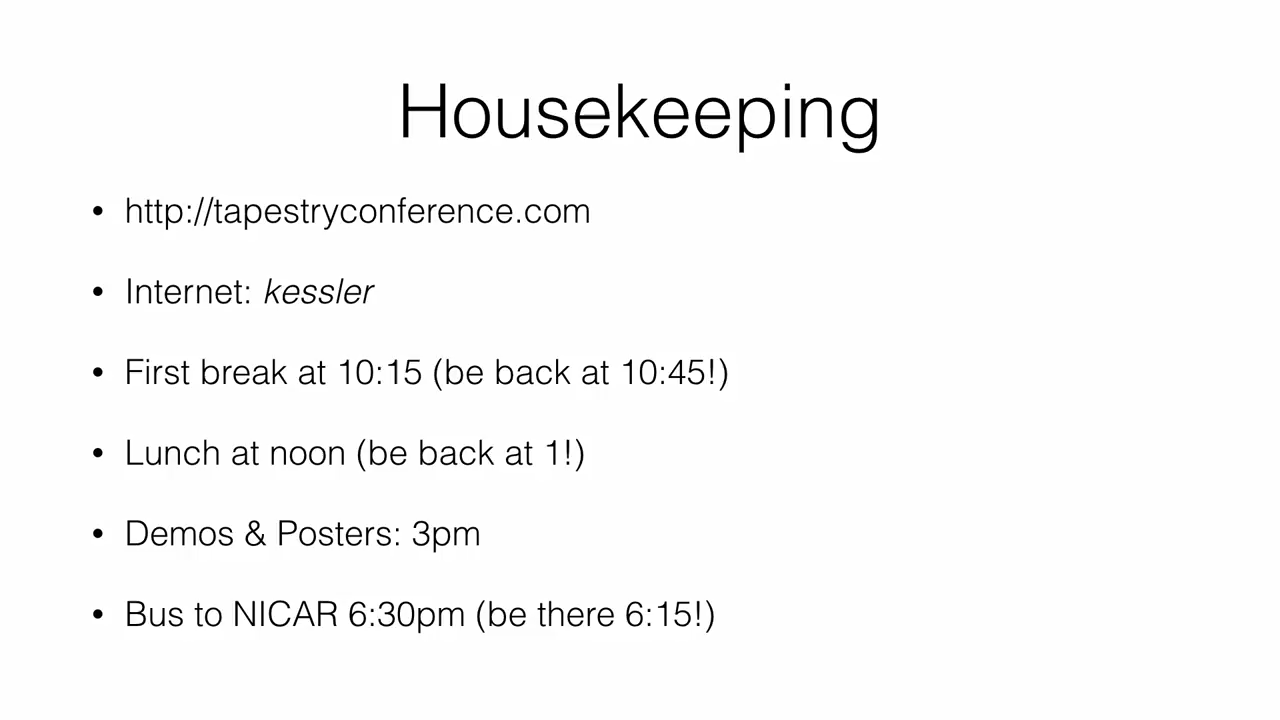 Housekeeping
• http://tapestryconference.com
• Internet: kessler
• First break at 10:15 (be back at 10:45!)
• Lunch at noon (be back at 1!)
• Demos & Posters: 3pm
• Bus to NICAR 6:30pm (be there 6:15!)